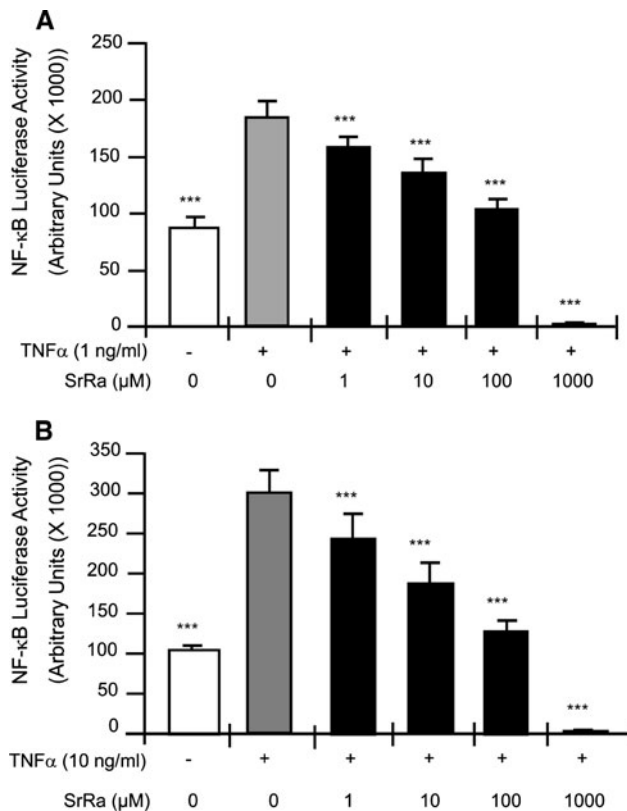 A
NF-κB Luciferase Activity
(Arbitrary Units (X 1000))
250
200
150
100
50
0
***
***
***
***
***
TNFα (1 ng/ml) - + + + + +
SrRa (μM) 0 0 1 10 100 1000
B
NF-κB Luciferase Activity
(Arbitrary Units (X 1000))
350
300
250
200
150
100
50
0
***
***
***
***
***
TNFα (10 ng/ml) - + + + + +
SrRa (μM) 0 0 1 10 100 1000